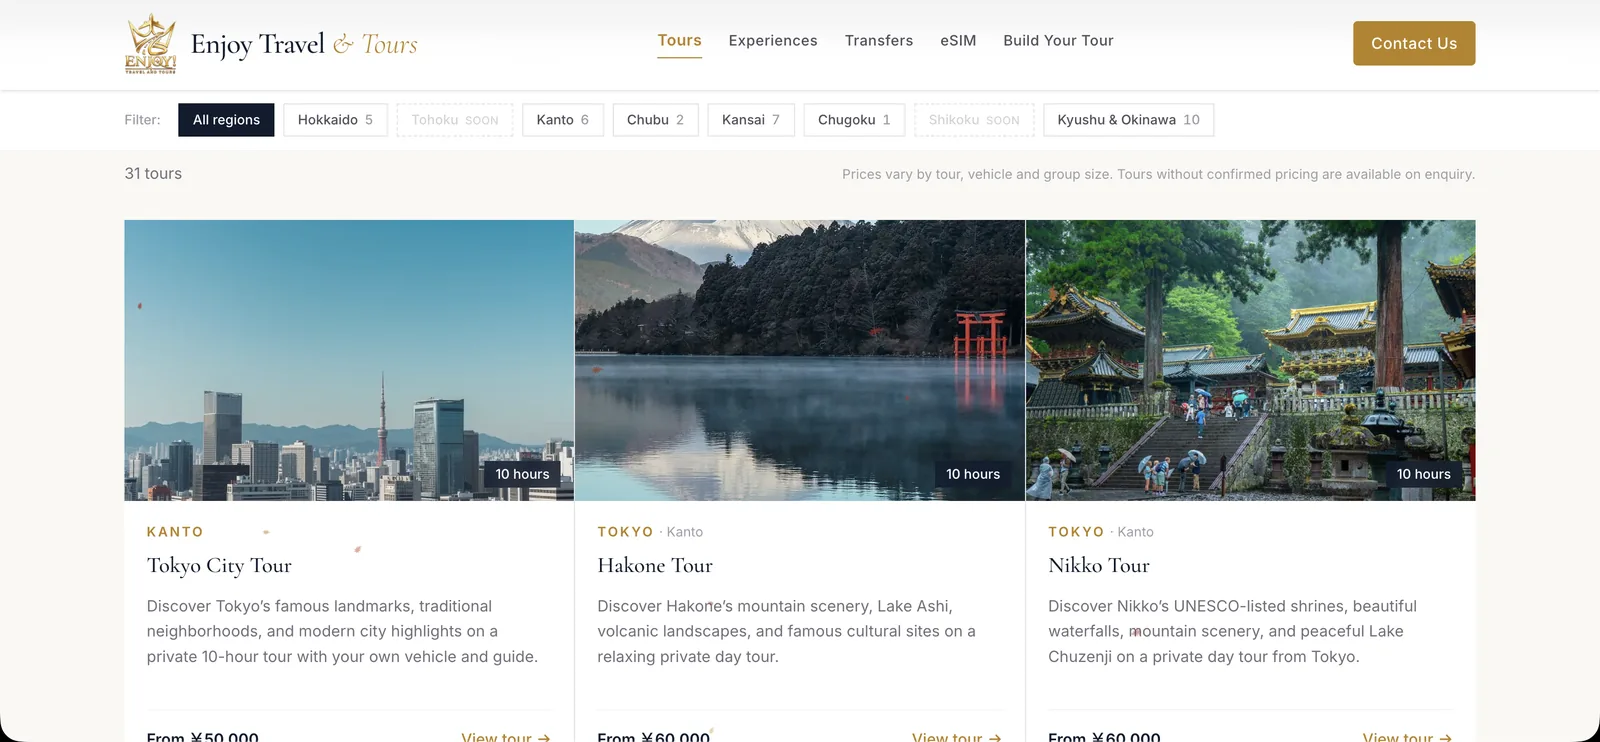 ENJOY!
TRAVEL AND TOURS
Enjoy Travel & Tours
Tours
Experiences
Transfers
eSIM
Build Your Tour
Contact Us
Filter:
All regions
Hokkaido 5
Tohoku SOON
Kanto 6
Chubu 2
Kansai 7
Chugoku 1
Shikoku SOON
Kyushu & Okinawa 10
31 tours
Prices vary by tour, vehicle and group size. Tours without confirmed pricing are available on enquiry.
10 hours
KANTO
Tokyo City Tour
Discover Tokyo’s famous landmarks, traditional
neighborhoods, and modern city highlights on a
private 10-hour tour with your own vehicle and guide.
From ¥50,000
View tour →
10 hours
TOKYO · Kanto
Hakone Tour
Discover Hakone’s mountain scenery, Lake Ashi,
volcanic landscapes, and famous cultural sites on a
relaxing private day tour.
From ¥60,000
View tour →
10 hours
TOKYO · Kanto
Nikko Tour
Discover Nikko’s UNESCO-listed shrines, beautiful
waterfalls, mountain scenery, and peaceful Lake
Chuzenji on a private day tour from Tokyo.
From ¥60,000
View tour →